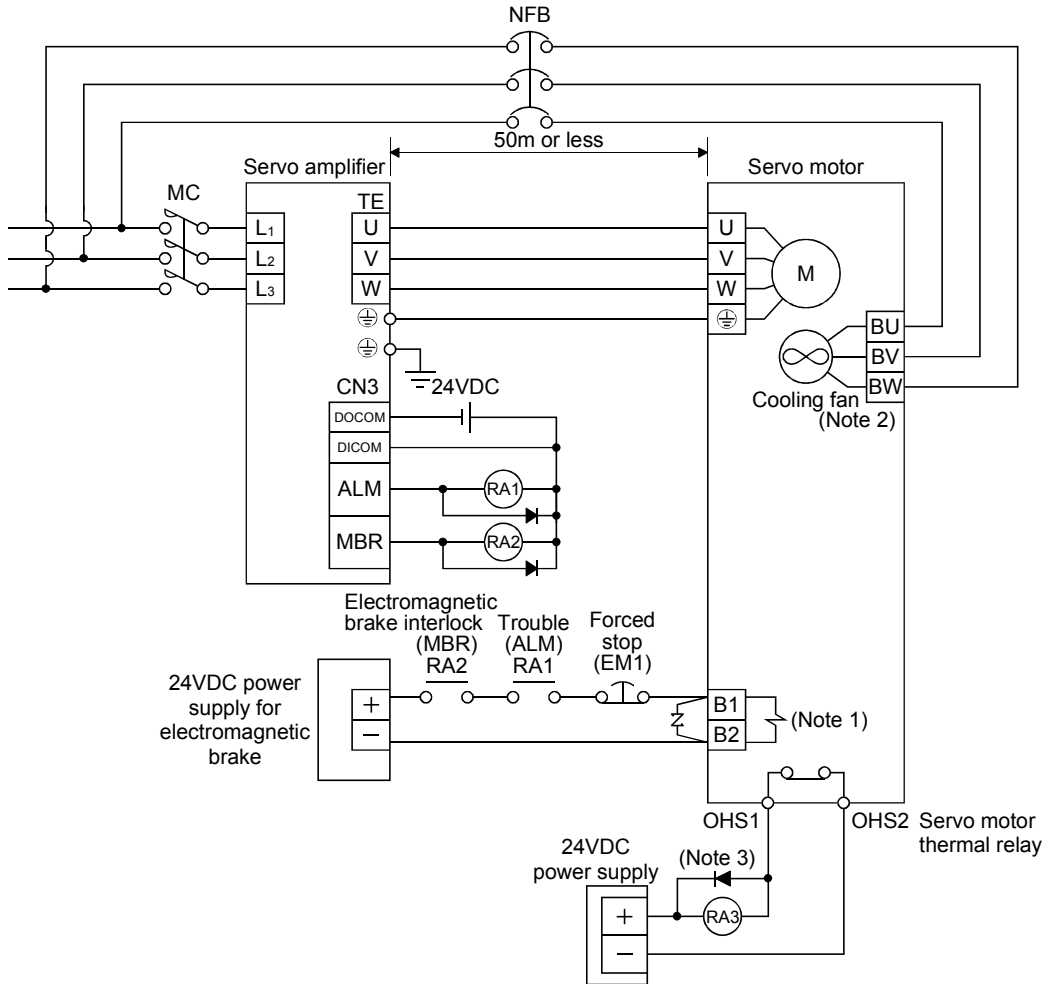 NFB
50m or less
Servo amplifier
Servo motor
MC
TE
L1
U
U
L2
V
V
M
L3
W
W
BU
BV
BW
Cooling fan
(Note 2)
CN3
24VDC
DOCOM
DICOM
ALM
RA1
MBR
RA2
Electromagnetic
brake interlock
(MBR)
RA2
Trouble
(ALM)
RA1
Forced
stop
(EM1)
24VDC power
supply for
electromagnetic
brake
+
−
B1
B2
(Note 1)
OHS1
OHS2
Servo motor
thermal relay
24VDC
power supply
(Note 3)
+
−
RA3